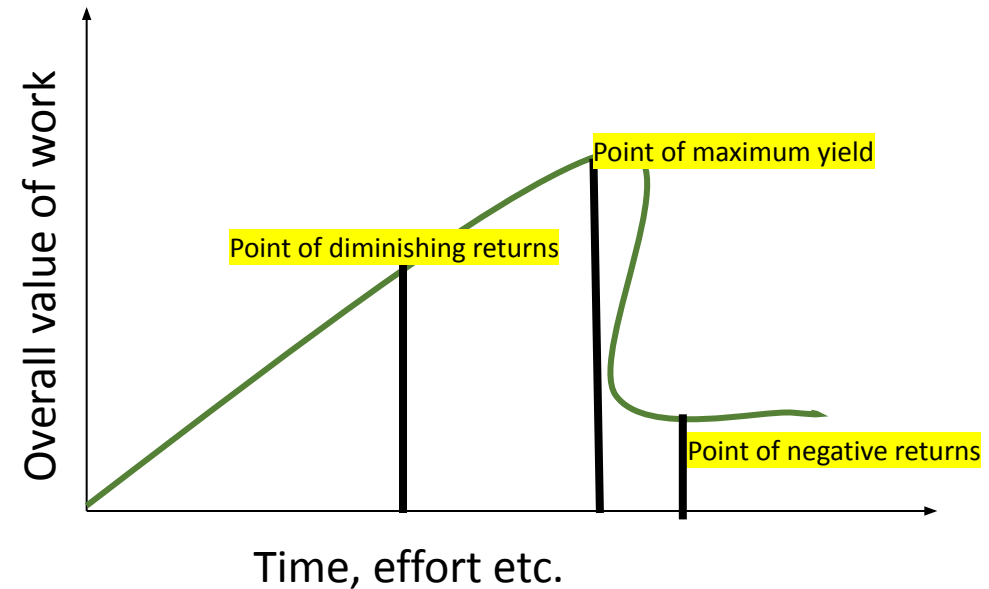 Overall value of work
Point of maximum yield
Point of diminishing returns
Point of negative returns
Time, effort etc.